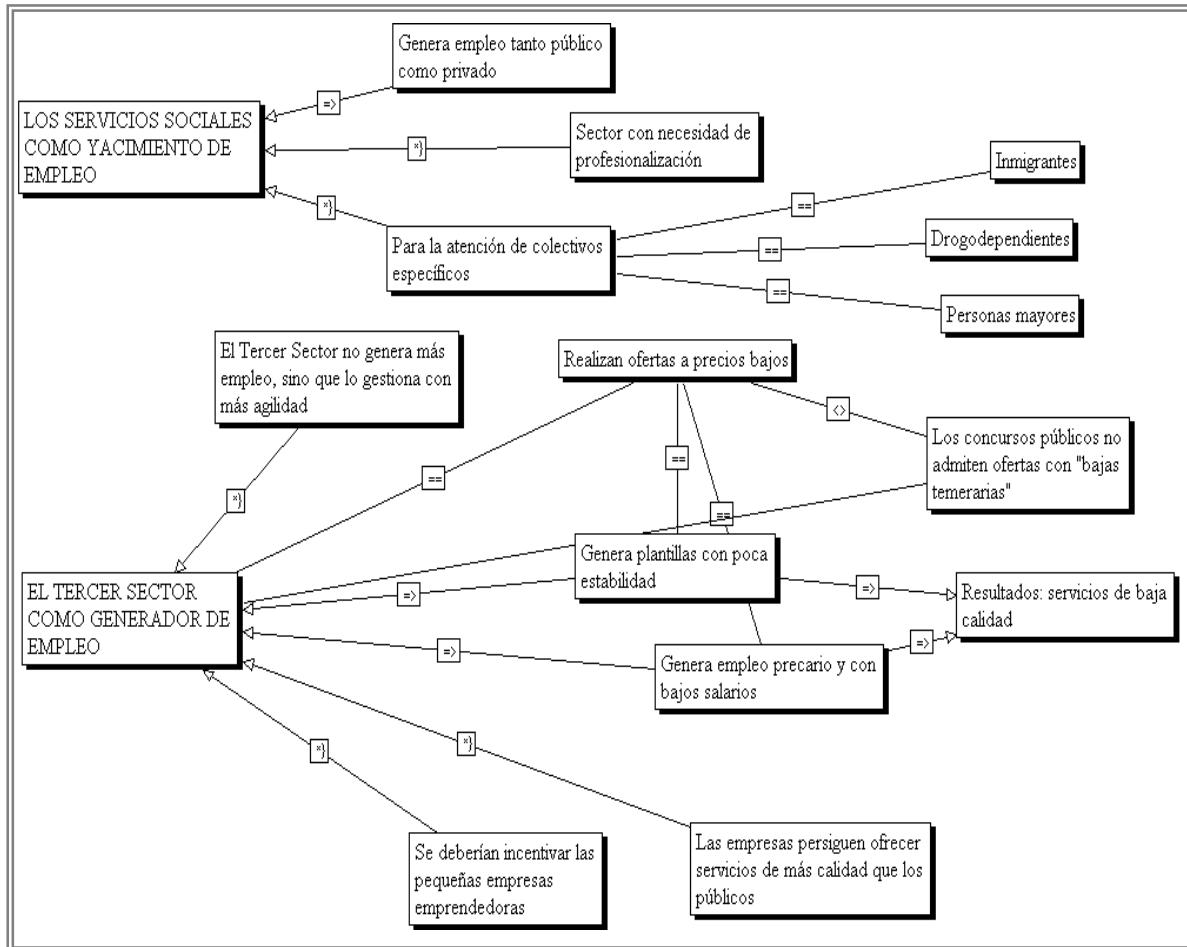 Genera empleo tanto público
como privado
=>
LOS SERVICIOS SOCIALES
COMO YACIMIENTO DE
EMPLEO
Sector con necesidad de
profesionalización
*}
Inmigrantes
*}
==
Para la atención de colectivos
específicos
==
Drogodependientes
==
Personas mayores
El Tercer Sector no genera más
empleo, sino que lo gestiona con
más agilidad
Realizan ofertas a precios bajos
<>
Los concursos públicos no
admiten ofertas con "bajas
temerarias"
==
==
*}
==
Genera plantillas con poca
estabilidad
EL TERCER SECTOR
COMO GENERADOR DE
EMPLEO
=>
=>
Resultados: servicios de baja
calidad
=>
=>
Genera empleo precario y con
bajos salarios
*}
*}
Se deberían incentivar las
pequeñas empresas
emprendedoras
Las empresas persiguen ofrecer
servicios de más calidad que los
públicos